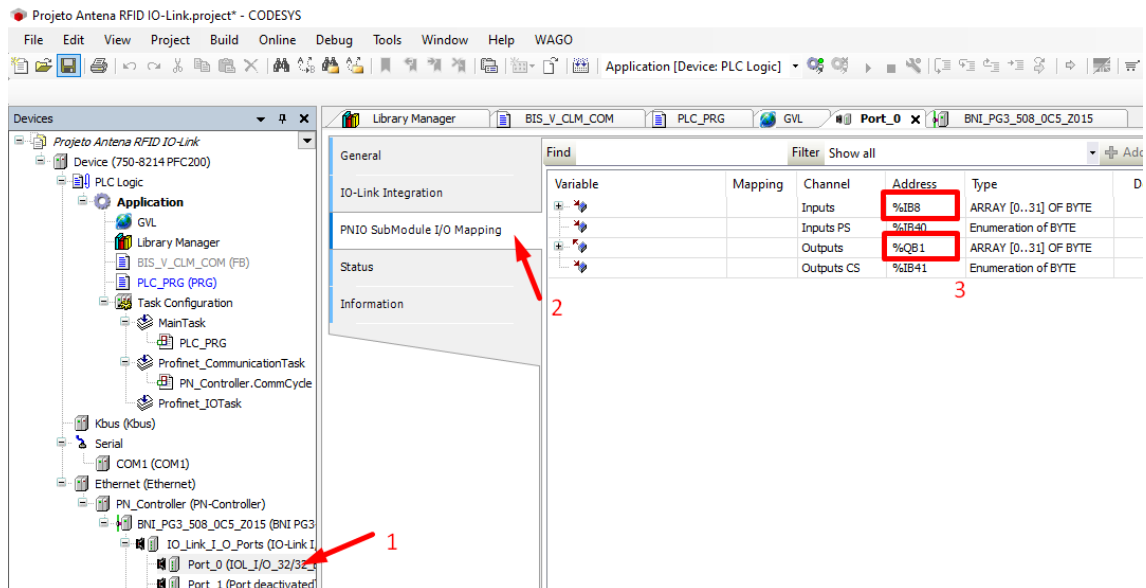 Projeto Antena RFID IO-Link.project* - CODESYS
File Edit View Project Build Online Debug Tools Window Help WAGO
Application [Device: PLC Logic]
Devices
Projeto Antena RFID IO-Link
Device (750-8214 PFC200)
PLC Logic
Application
GVL
Library Manager
BIS_V_CLM_COM (FB)
PLC_PRG (PRG)
Task Configuration
MainTask
PLC_PRG
Profinet_CommunicationTask
PN_Controller.CommCycle
Profinet_IOTask
Kbus (Kbus)
Serial
COM1 (COM1)
Ethernet (Ethernet)
PN_Controller (PN-Controller)
BNI_PG3_508_0C5_Z015 (BNI PG3
IO_Link_I_O_Ports (IO-Link I
Port_0 (IOL_I/O_32/32_
Port_1 (Port deactivated)
1
Library Manager BIS_V_CLM_COM PLC_PRG GVL Port_0 BNI_PG3_508_0C5_Z015
General
IO-Link Integration
PNIO SubModule I/O Mapping
Status
Information
2
Find Filter Show all Add
Variable Mapping Channel Address Type D
Inputs %IB8 ARRAY [0..31] OF BYTE
Inputs PS %IB40 Enumeration of BYTE
Outputs %QB1 ARRAY [0..31] OF BYTE
Outputs CS %IB41 Enumeration of BYTE
3